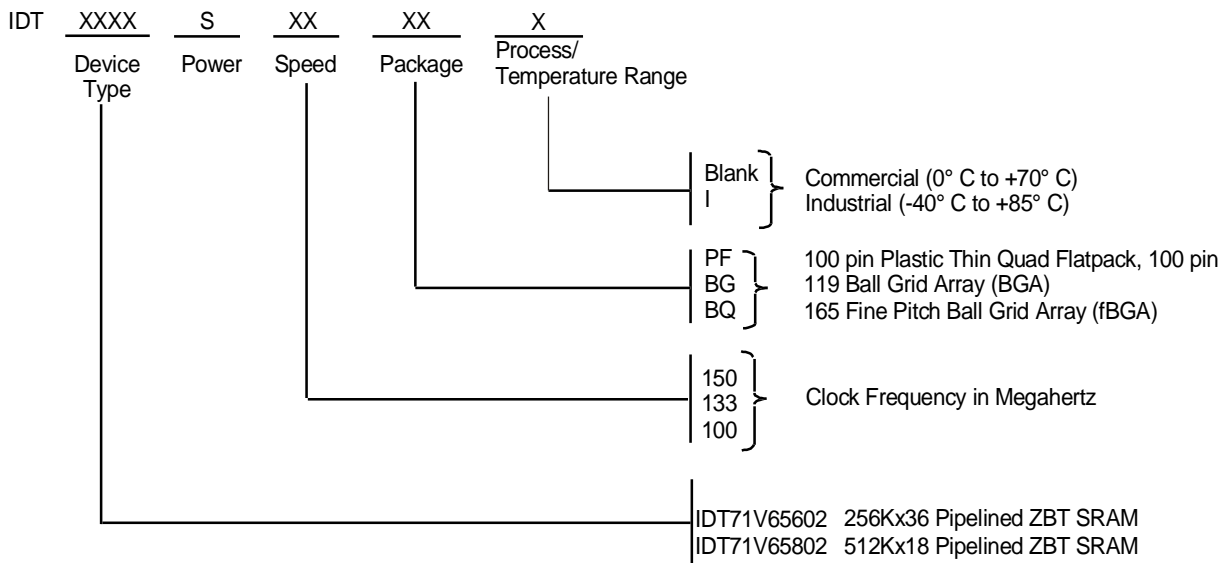 IDT XXXX S XX XX X
Device Type
Power
Speed
Package
Process/
Temperature Range
Blank
I
Commercial (0° C to +70° C)
Industrial (-40° C to +85° C)
PF
BG
BQ
100 pin Plastic Thin Quad Flatpack, 100 pin
119 Ball Grid Array (BGA)
165 Fine Pitch Ball Grid Array (fBGA)
150
133
100
Clock Frequency in Megahertz
IDT71V65602 256Kx36 Pipelined ZBT SRAM
IDT71V65802 512Kx18 Pipelined ZBT SRAM